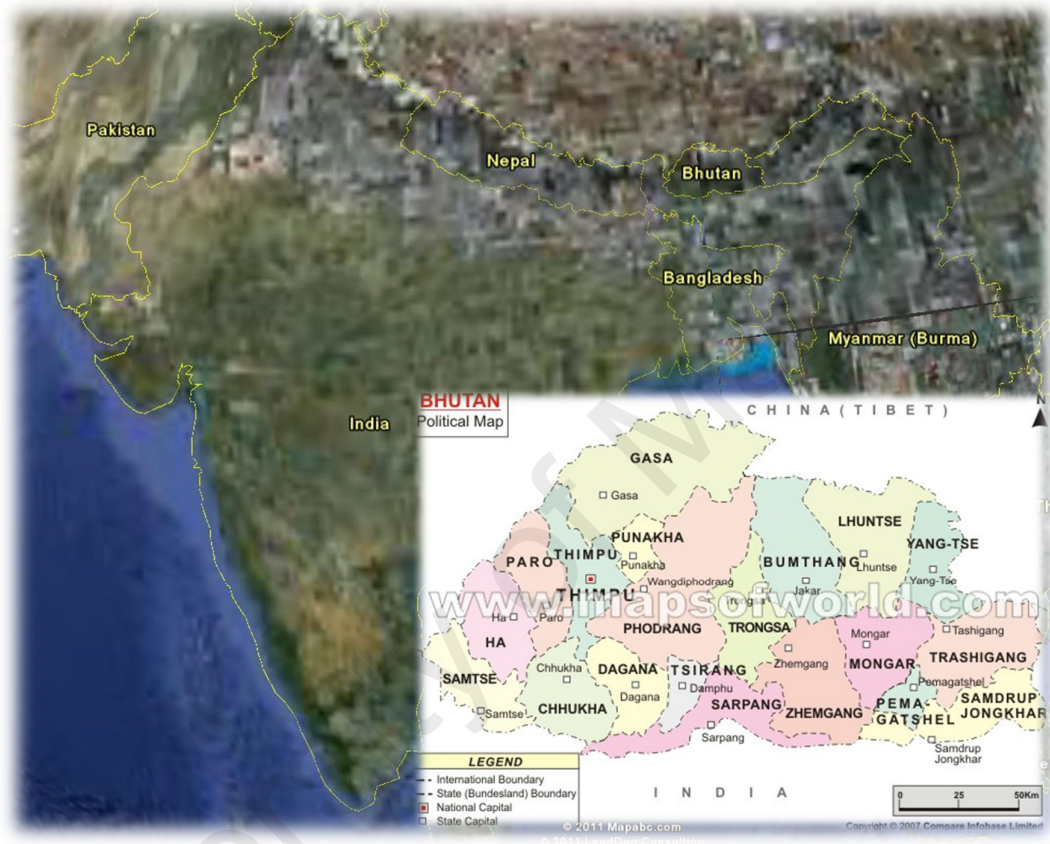 Pakistan
Nepal
Bhutan
Bangladesh
Myanmar (Burma)
India
BHUTAN
Political Map
CHINA (TIBET)
N
GASA
Gasa
LHUNTSE
PUNAKHA
YANG-TSE
THIMPU
PARO
BUMTHANG
Punakha
Lhuntse
Yang-Tse
Wangdiphodrang
Jakar
THIMPU
Trongsa
www.mapsofworld.com
Ha
Paro
PHODRANG
TRONGSA
Mongar
Tashigang
HA
Zhemgang
MONGAR
TRASHIGANG
Chhukha
DAGANA
TSIRANG
SAMTSE
Dagana
Damphu
Pemagatshel
CHHUKHA
SARPANG
PEMA-
GATSHEL
SAMDRUP
JONGKHAR
Samtse
ZHEMGANG
Sarpang
Samdrup
Jongkhar
LEGEND
International Boundary
State (Bundesland) Boundary
National Capital
State Capital
INDIA
0 25 50Km
© 2011 Mapabc.com
Copyright © 2007 Compare Infobase Limited